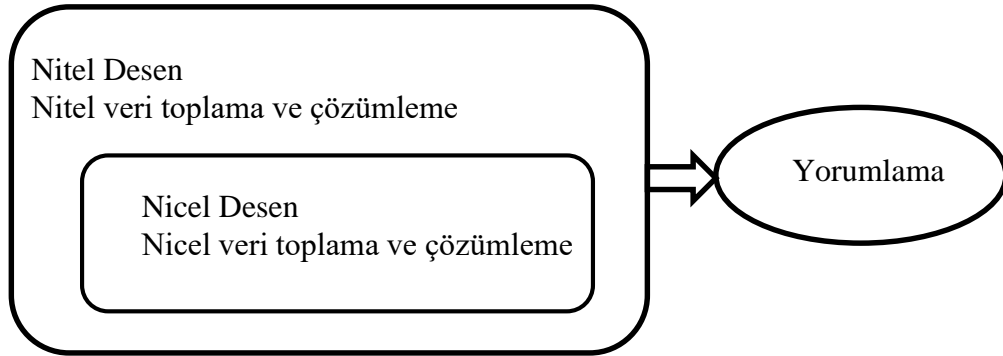 Nitel Desen
Nitel veri toplama ve çözümleme
Nicel Desen
Nicel veri toplama ve çözümleme
Yorumlama